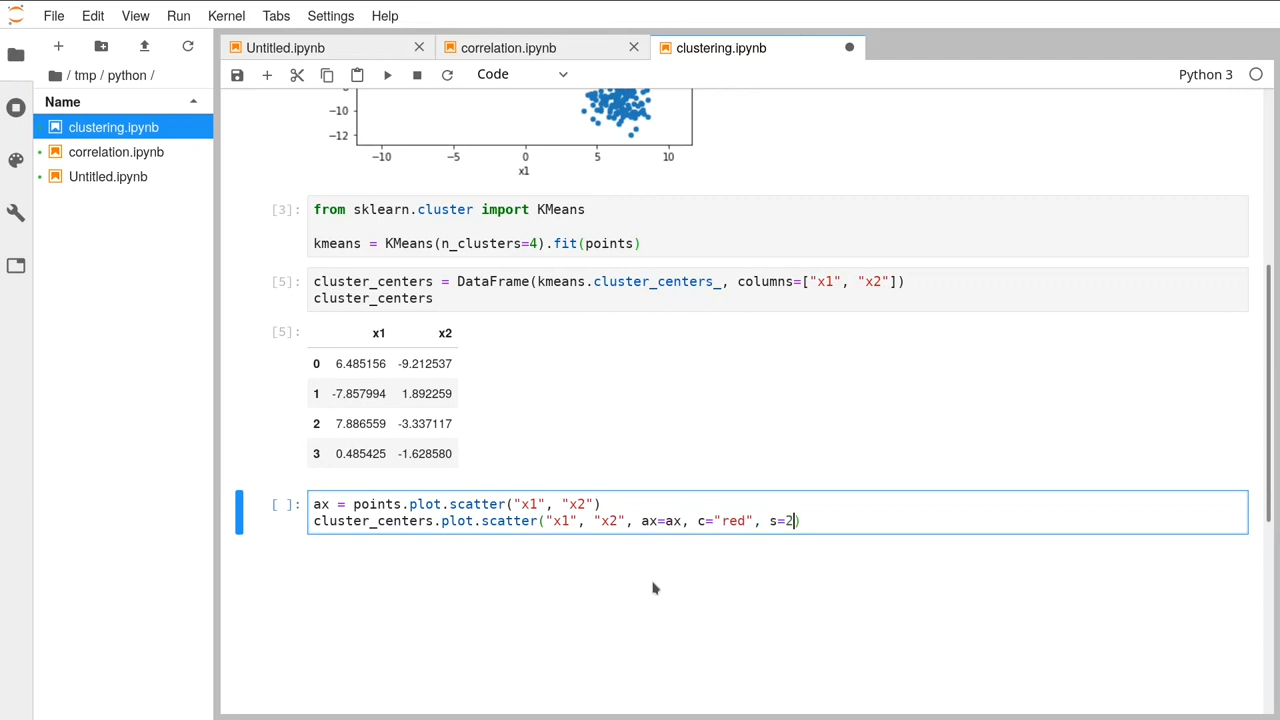 File Edit View Run Kernel Tabs Settings Help
Untitled.ipynb correlation.ipynb clustering.ipynb
Code Python 3
/ tmp / python /
Name
clustering.ipynb
correlation.ipynb
Untitled.ipynb
−10
−12
−10 −5 0 5 10
x1
[3]: from sklearn.cluster import KMeans
kmeans = KMeans(n_clusters=4).fit(points)
[5]: cluster_centers = DataFrame(kmeans.cluster_centers_, columns=["x1", "x2"])
cluster_centers
[5]: x1 x2
0 6.485156 -9.212537
1 -7.857994 1.892259
2 7.886559 -3.337117
3 0.485425 -1.628580
[ ]: ax = points.plot.scatter("x1", "x2")
cluster_centers.plot.scatter("x1", "x2", ax=ax, c="red", s=2)